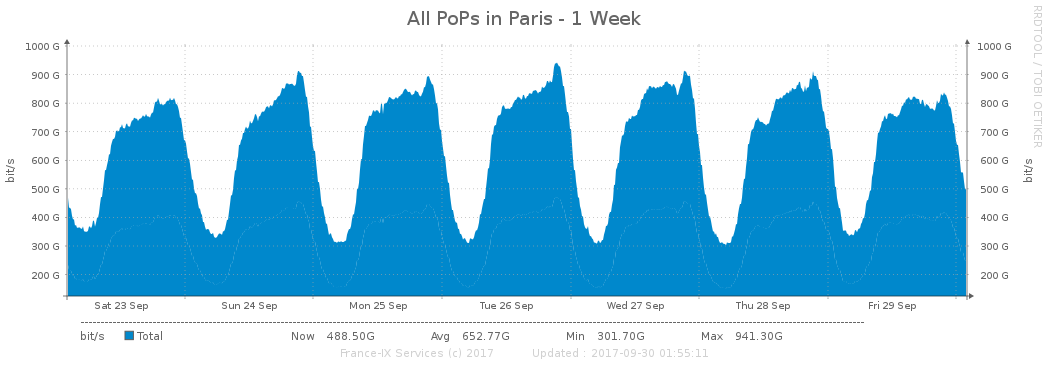 All PoPs in Paris - 1 Week
RRDTOOL / TOBI OETIKER
bit/s
1000 G
900 G
800 G
700 G
600 G
500 G
400 G
300 G
200 G
1000 G
900 G
800 G
700 G
600 G
500 G
400 G
300 G
200 G
bit/s
Sat 23 Sep Sun 24 Sep Mon 25 Sep Tue 26 Sep Wed 27 Sep Thu 28 Sep Fri 29 Sep
bit/s Total Now 488.50G Avg 652.77G Min 301.70G Max 941.30G
France-IX Services (c) 2017 Updated : 2017-09-30 01:55:11